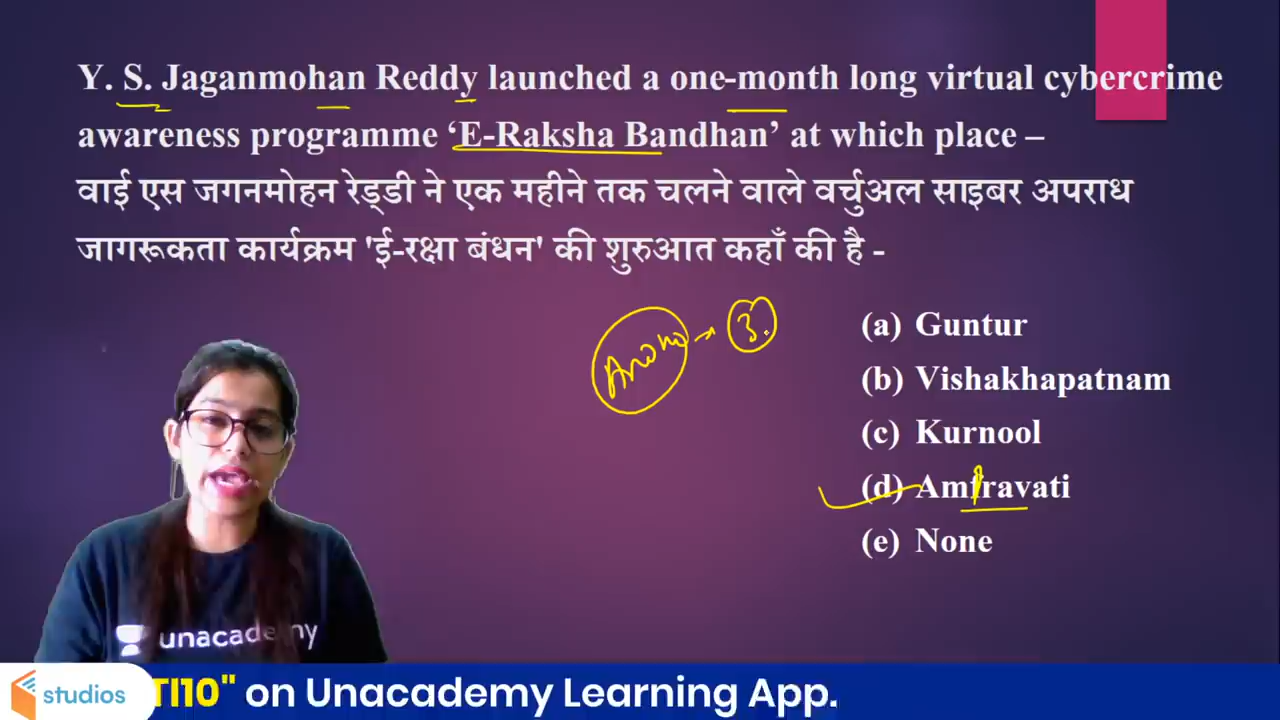 Y. S. Jaganmohan Reddy launched a one-month long virtual cybercrime
awareness programme ‘E-Raksha Bandhan’ at which place –
वाई एस जगनमोहन रेड्डी ने एक महीने तक चलने वाले वर्चुअल साइबर अपराध
जागरूकता कार्यक्रम 'ई-रक्षा बंधन' की शुरुआत कहाँ की है -
3.
(a) Guntur
(b) Vishakhapatnam
(c) Kurnool
(d) Amravati
(e) None
unacademy
studios
TI10" on Unacademy Learning App.